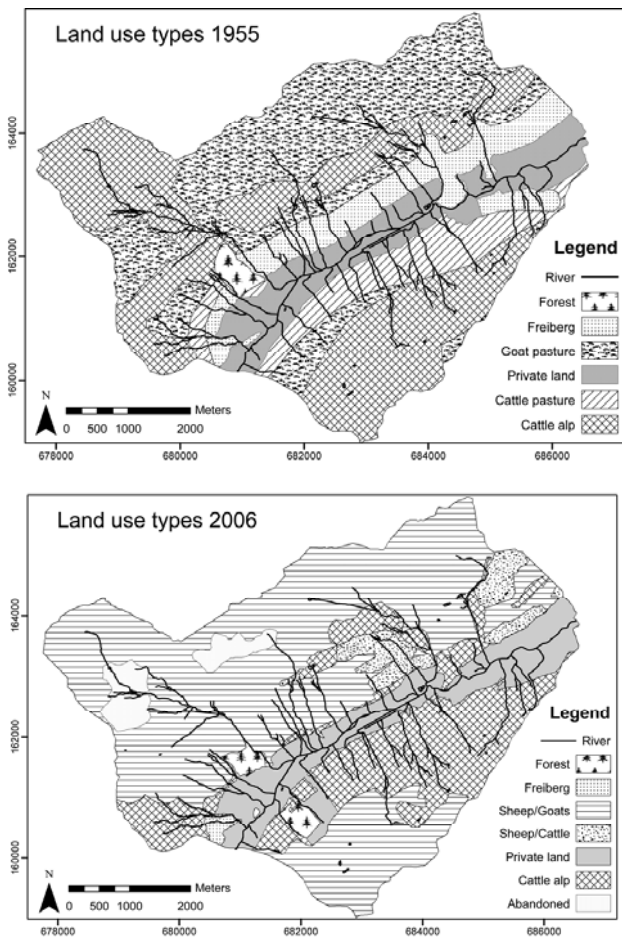 Land use types 1955
164000
162000
160000
Legend
River
Forest
Freiberg
Goat pasture
Private land
Cattle pasture
Cattle alp
N
0 500 1000 2000 Meters
678000 680000 682000 684000 686000
Land use types 2006
164000
162000
160000
Legend
River
Forest
Freiberg
Sheep/Goats
Sheep/Cattle
Private land
Cattle alp
Abandoned
N
Meters
0 500 1000 2000
678000 680000 682000 684000 686000